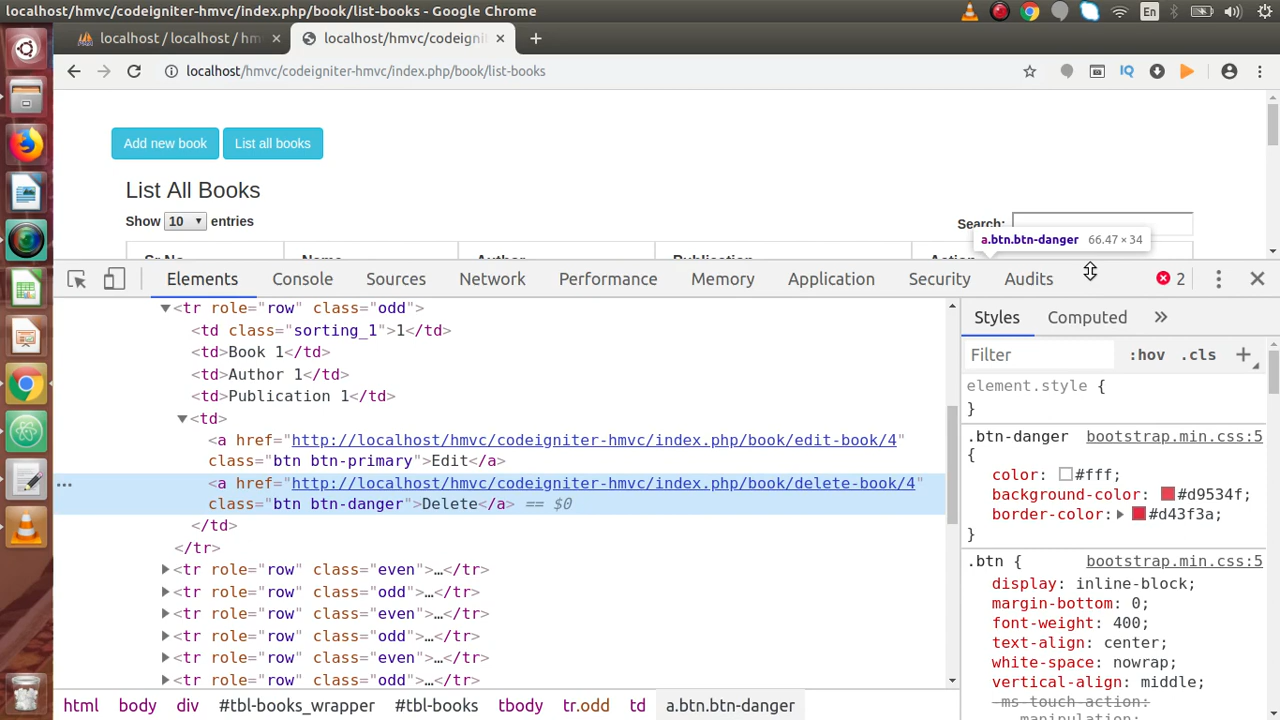 localhost/hmvc/codeigniter-hmvc/index.php/book/list-books - Google Chrome
En
localhost / localhost / hm
localhost/hmvc/codeigni
localhost/hmvc/codeigniter-hmvc/index.php/book/list-books
IQ
Add new book
List all books
List All Books
Show 10 entries
Search:
Sr No Name Author Publication Action
a.btn.btn-danger 66.47 × 34
Elements Console Sources Network Performance Memory Application Security Audits 2
<tr role="row" class="odd">
<td class="sorting_1">1</td>
<td>Book 1</td>
<td>Author 1</td>
<td>Publication 1</td>
<td>
<a href="http://localhost/hmvc/codeigniter-hmvc/index.php/book/edit-book/4"
class="btn btn-primary">Edit</a>
<a href="http://localhost/hmvc/codeigniter-hmvc/index.php/book/delete-book/4"
class="btn btn-danger">Delete</a> == $0
</td>
</tr>
<tr role="row" class="even">…</tr>
<tr role="row" class="odd">…</tr>
<tr role="row" class="even">…</tr>
<tr role="row" class="odd">…</tr>
<tr role="row" class="even">…</tr>
<tr role="row" class="odd">…</tr>
html body div #tbl-books_wrapper #tbl-books tbody tr.odd td a.btn.btn-danger
Styles Computed »
Filter :hov .cls +
element.style {
}
.btn-danger bootstrap.min.css:5
{
color: #fff;
background-color: #d9534f;
border-color: #d43f3a;
}
.btn { bootstrap.min.css:5
display: inline-block;
margin-bottom: 0;
font-weight: 400;
text-align: center;
white-space: nowrap;
vertical-align: middle;
-ms-touch-action:
manipulation;